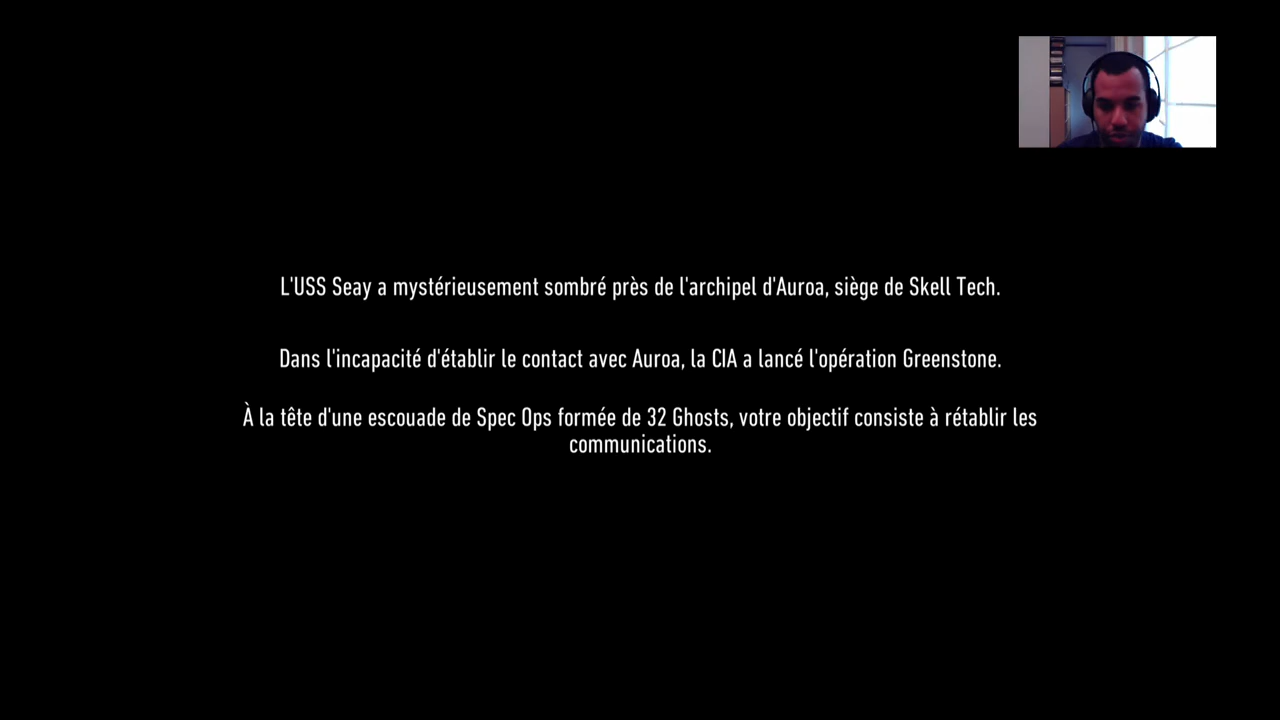 L'USS Seay a mystérieusement sombré près de l'archipel d'Auroa, siège de Skell Tech.
Dans l'incapacité d'établir le contact avec Auroa, la CIA a lancé l'opération Greenstone.
À la tête d'une escouade de Spec Ops formée de 32 Ghosts, votre objectif consiste à rétablir les
communications.